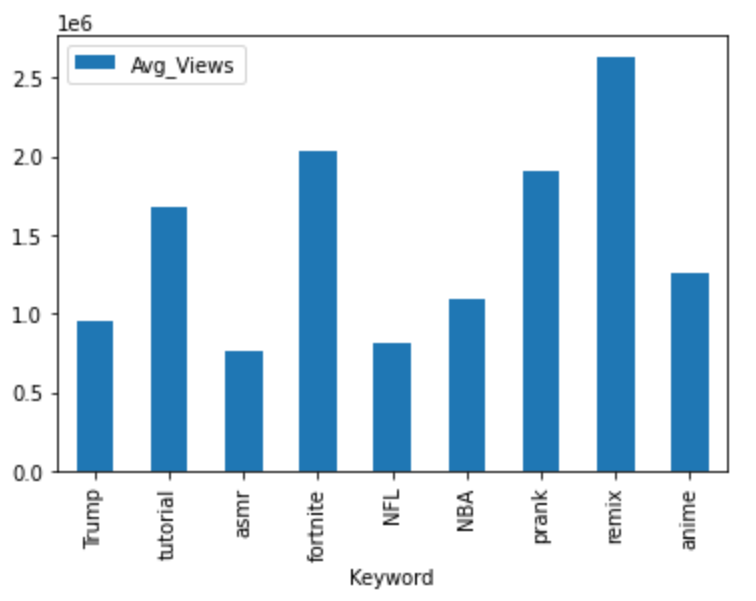 1e6
Avg_Views
2.5
2.0
1.5
1.0
0.5
0.0
Trump
tutorial
asmr
fortnite
NFL
NBA
prank
remix
anime
Keyword